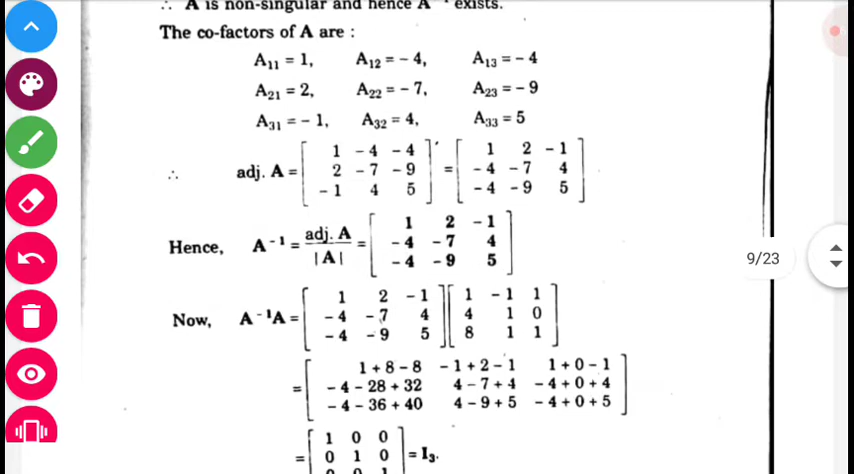 ∴ A is non-singular and hence A⁻¹ exists.
The co-factors of A are :
A₁₁ = 1, A₁₂ = – 4, A₁₃ = – 4
A₂₁ = 2, A₂₂ = – 7, A₂₃ = – 9
A₃₁ = – 1, A₃₂ = 4, A₃₃ = 5
∴ adj. A = [ 1 – 4 – 4 ; 2 – 7 – 9 ; – 1 4 5 ]′ = [ 1 2 – 1 ; – 4 – 7 4 ; – 4 – 9 5 ]
Hence, A⁻¹ = adj. A / |A| = [ 1 2 – 1 ; – 4 – 7 4 ; – 4 – 9 5 ]
9/23
Now, A⁻¹A = [ 1 2 – 1 ; – 4 – 7 4 ; – 4 – 9 5 ] [ 1 – 1 1 ; 4 1 0 ; 8 1 1 ]
= [ 1 + 8 – 8 – 1 + 2 – 1 1 + 0 – 1 ; – 4 – 28 + 32 4 – 7 + 4 – 4 + 0 + 4 ; – 4 – 36 + 40 4 – 9 + 5 – 4 + 0 + 5 ]
= [ 1 0 0 ; 0 1 0 ; 0 0 1 ] = I₃.